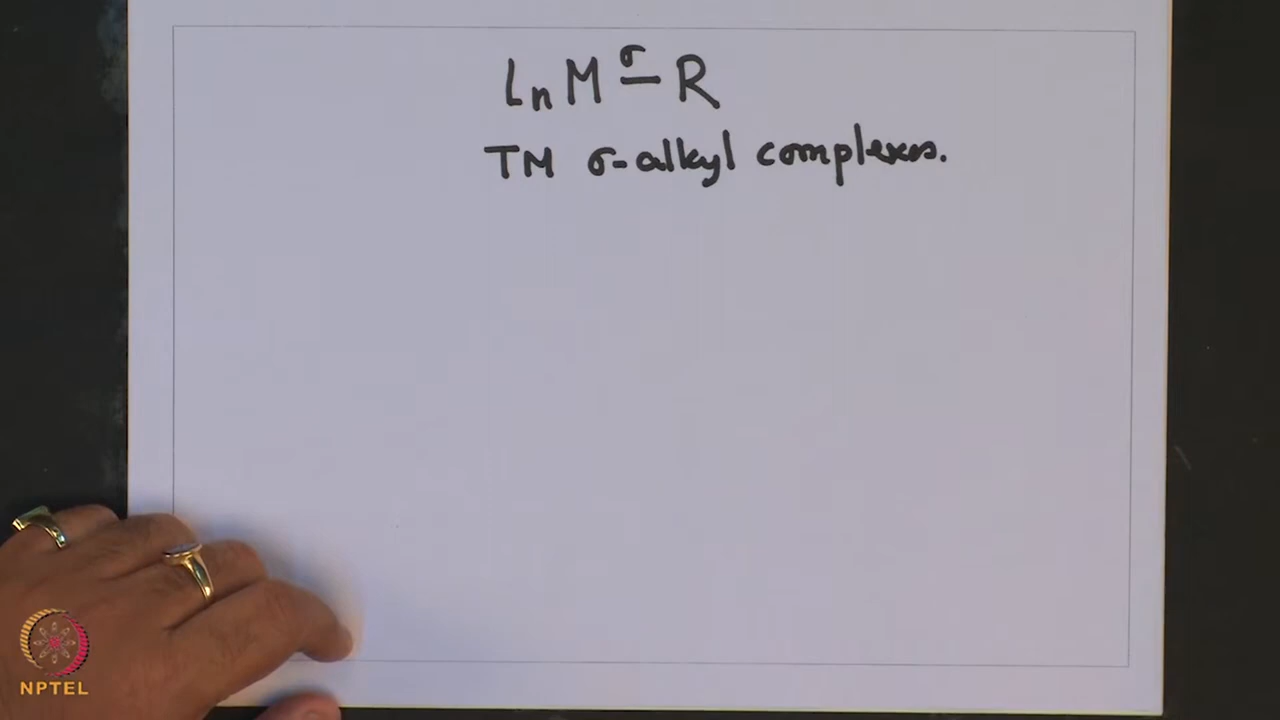 LnM σ— R
TM σ-alkyl complexes.
NPTEL